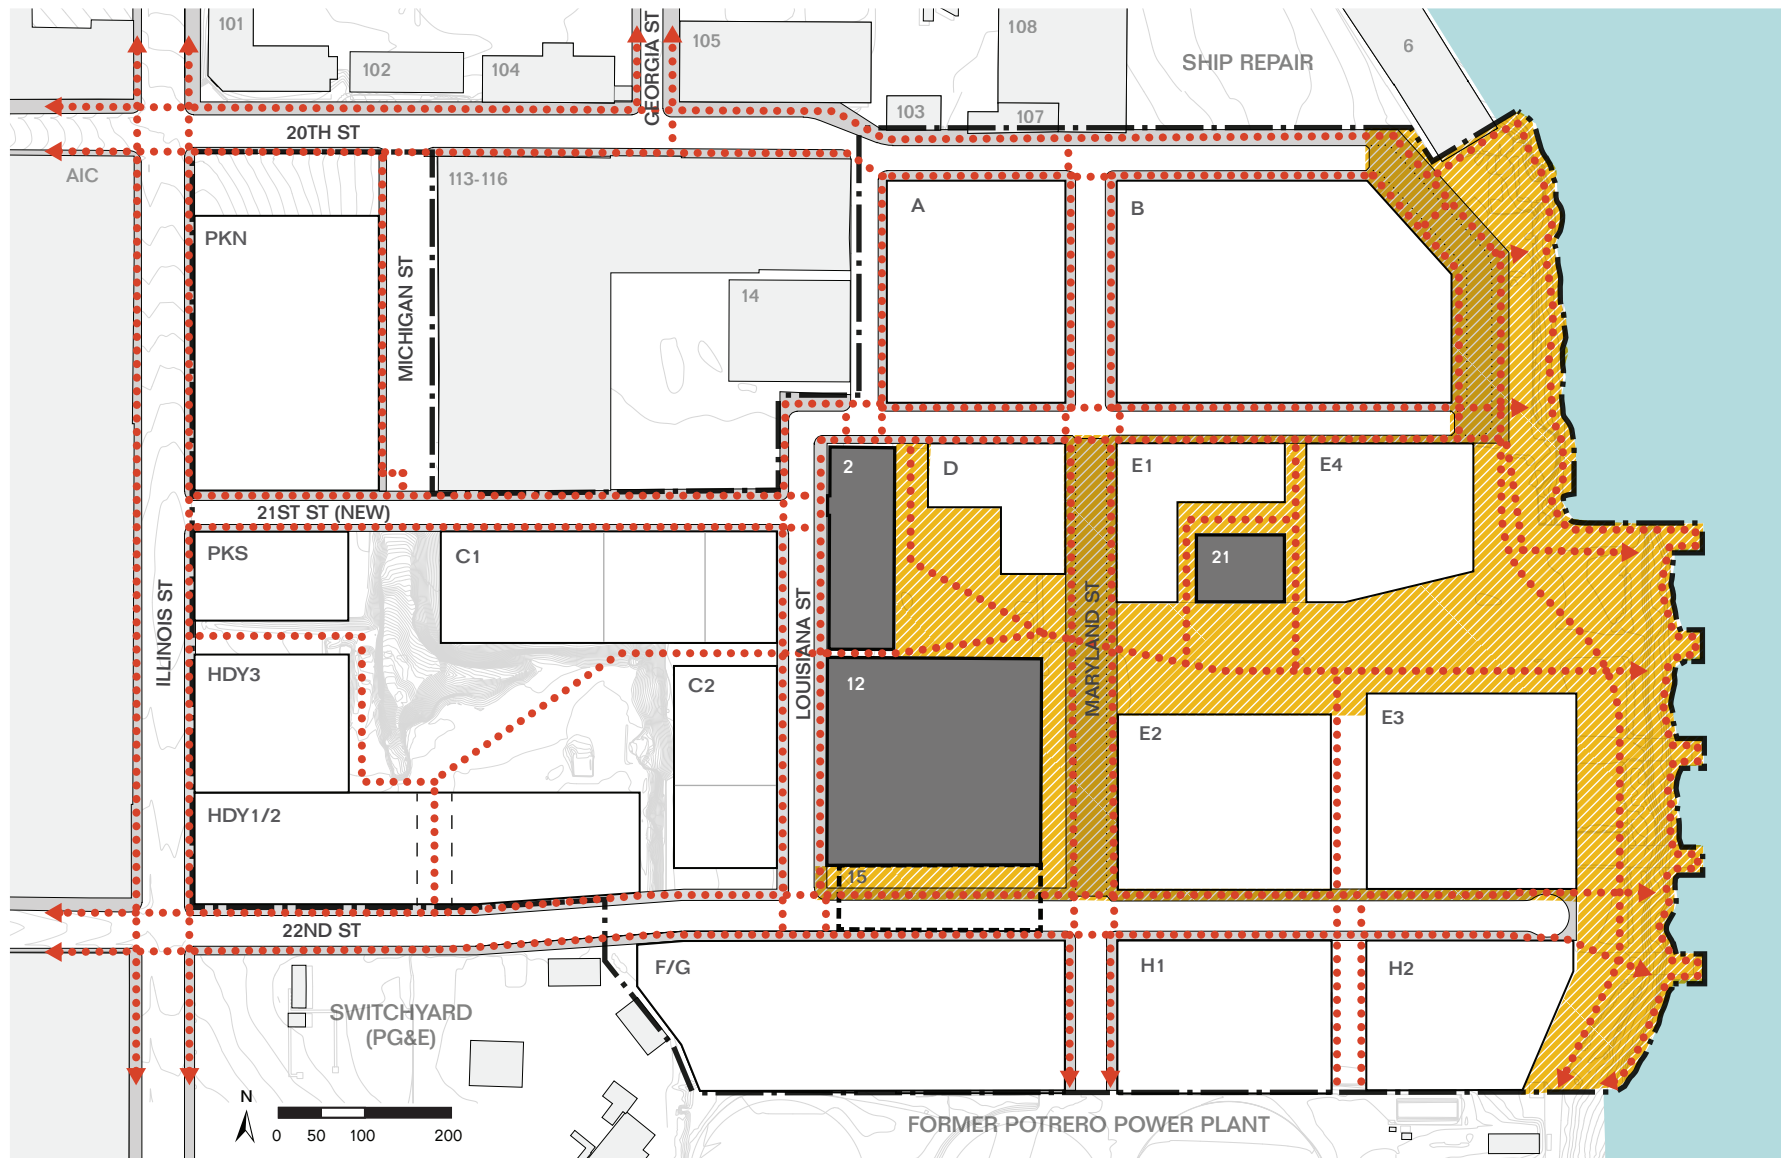 101
102
104
GEORGIA ST
105
108
SHIP REPAIR
6
103
107
20TH ST
AIC
113-116
PKN
MICHIGAN ST
14
A
B
2
D
E1
E4
21ST ST (NEW)
PKS
C1
21
ILLINOIS ST
LOUISIANA ST
MARYLAND ST
HDY3
C2
12
E2
E3
HDY1/2
15
22ND ST
F/G
H1
H2
SWITCHYARD
(PG&E)
N
0 50 100 200
FORMER POTRERO POWER PLANT